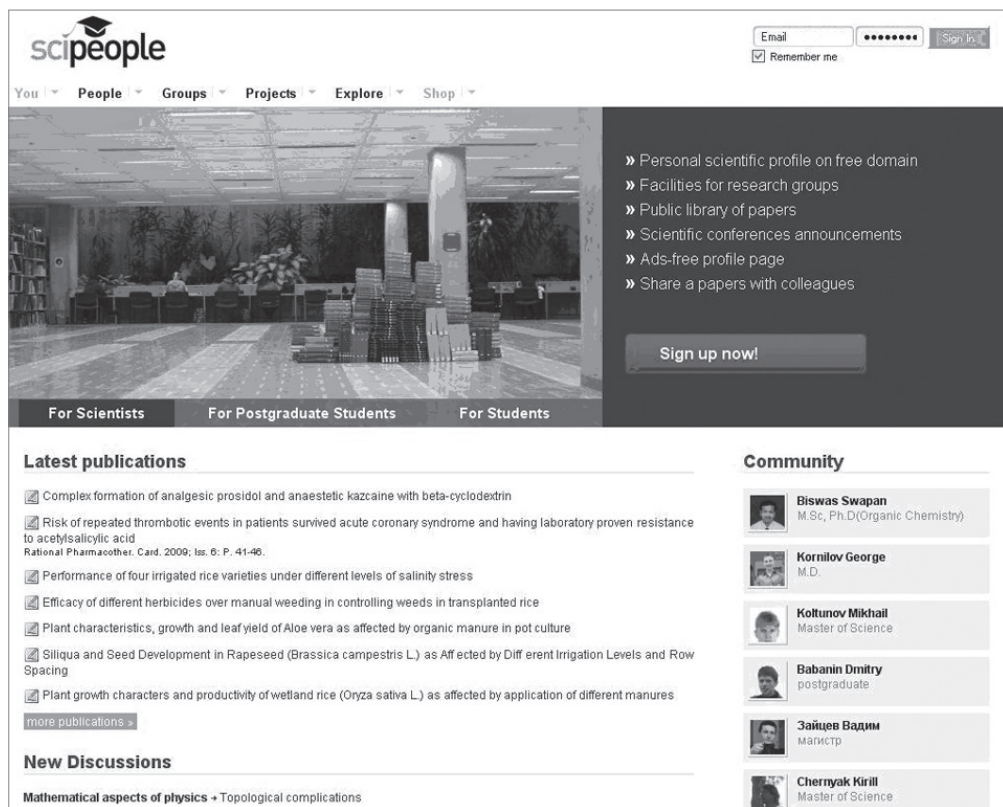 scipeople
Email
Sign In
Remember me
You People Groups Projects Explore Shop
» Personal scientific profile on free domain
» Facilities for research groups
» Public library of papers
» Scientific conferences announcements
» Ads-free profile page
» Share a papers with colleagues
Sign up now!
For Scientists For Postgraduate Students For Students
Latest publications
Complex formation of analgesic prosidol and anaestetic kazcaine with beta-cyclodextrin
Risk of repeated thrombotic events in patients survived acute coronary syndrome and having laboratory proven resistance
to acetylsalicylic acid
Rational Pharmacother. Card. 2009; Iss. 6: P. 41-46.
Performance of four irrigated rice varieties under different levels of salinity stress
Efficacy of different herbicides over manual weeding in controlling weeds in transplanted rice
Plant characteristics, growth and leaf yield of Aloe vera as affected by organic manure in pot culture
Siliqua and Seed Development in Rapeseed (Brassica campestris L.) as Aff ected by Diff erent Irrigation Levels and Row
Spacing
Plant growth characters and productivity of wetland rice (Oryza sativa L.) as affected by application of different manures
more publications »
New Discussions
Mathematical aspects of physics → Topological complications
Community
Biswas Swapan
M.Sc, Ph.D(Organic Chemistry)
Kornilov George
M.D.
Koltunov Mikhail
Master of Science
Babanin Dmitry
postgraduate
Зайцев Вадим
магистр
Chernyak Kirill
Master of Science